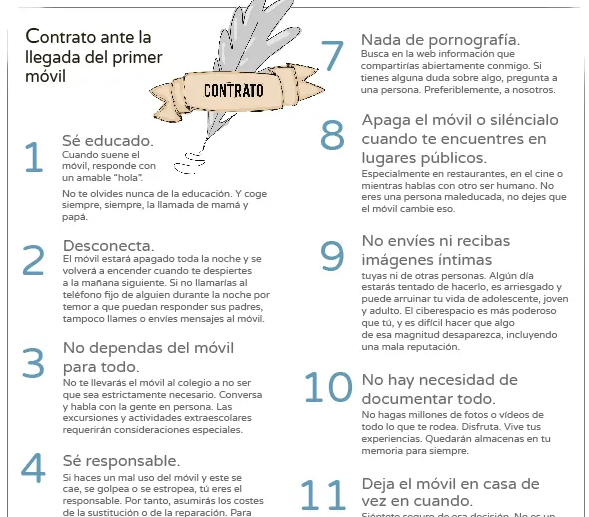 Contrato ante la
llegada del primer
móvil
CONTRATO
1
Sé educado.
Cuando suene el
móvil, responde con
un amable "hola".
No te olvides nunca de la educación. Y coge
siempre, siempre, la llamada de mamá y
papá.
2
Desconecta.
El móvil estará apagado toda la noche y se
volverá a encender cuando te despiertes
a la mañana siguiente. Si no llamarías al
teléfono fijo de alguien durante la noche por
temor a que puedan responder sus padres,
tampoco llames o envíes mensajes al móvil.
3
No dependas del móvil
para todo.
No te llevarás el móvil al colegio a no ser
que sea estrictamente necesario. Conversa
y habla con la gente en persona. Las
excursiones y actividades extraescolares
requerirán consideraciones especiales.
4
Sé responsable.
Si haces un mal uso del móvil y este se
cae, se golpea o se estropea, tú eres el
responsable. Por tanto, asumirás los costes
de la sustitución o de la reparación. Para
7
Nada de pornografía.
Busca en la web información que
compartirías abiertamente conmigo. Si
tienes alguna duda sobre algo, pregunta a
una persona. Preferiblemente, a nosotros.
8
Apaga el móvil o siléncialo
cuando te encuentres en
lugares públicos.
Especialmente en restaurantes, en el cine o
mientras hablas con otro ser humano. No
eres una persona maleducada, no dejes que
el móvil cambie eso.
9
No envíes ni recibas
imágenes íntimas
tuyas ni de otras personas. Algún día
estarás tentado de hacerlo, es arriesgado y
puede arruinar tu vida de adolescente, joven
y adulto. El ciberespacio es más poderoso
que tú, y es difícil hacer que algo
de esa magnitud desaparezca, incluyendo
una mala reputación.
10
No hay necesidad de
documentar todo.
No hagas millones de fotos o vídeos de
todo lo que te rodea. Disfruta. Vive tus
experiencias. Quedarán almacenas en tu
memoria para siempre.
11
Deja el móvil en casa de
vez en cuando.
Siéntete seguro de esa decisión. No es un